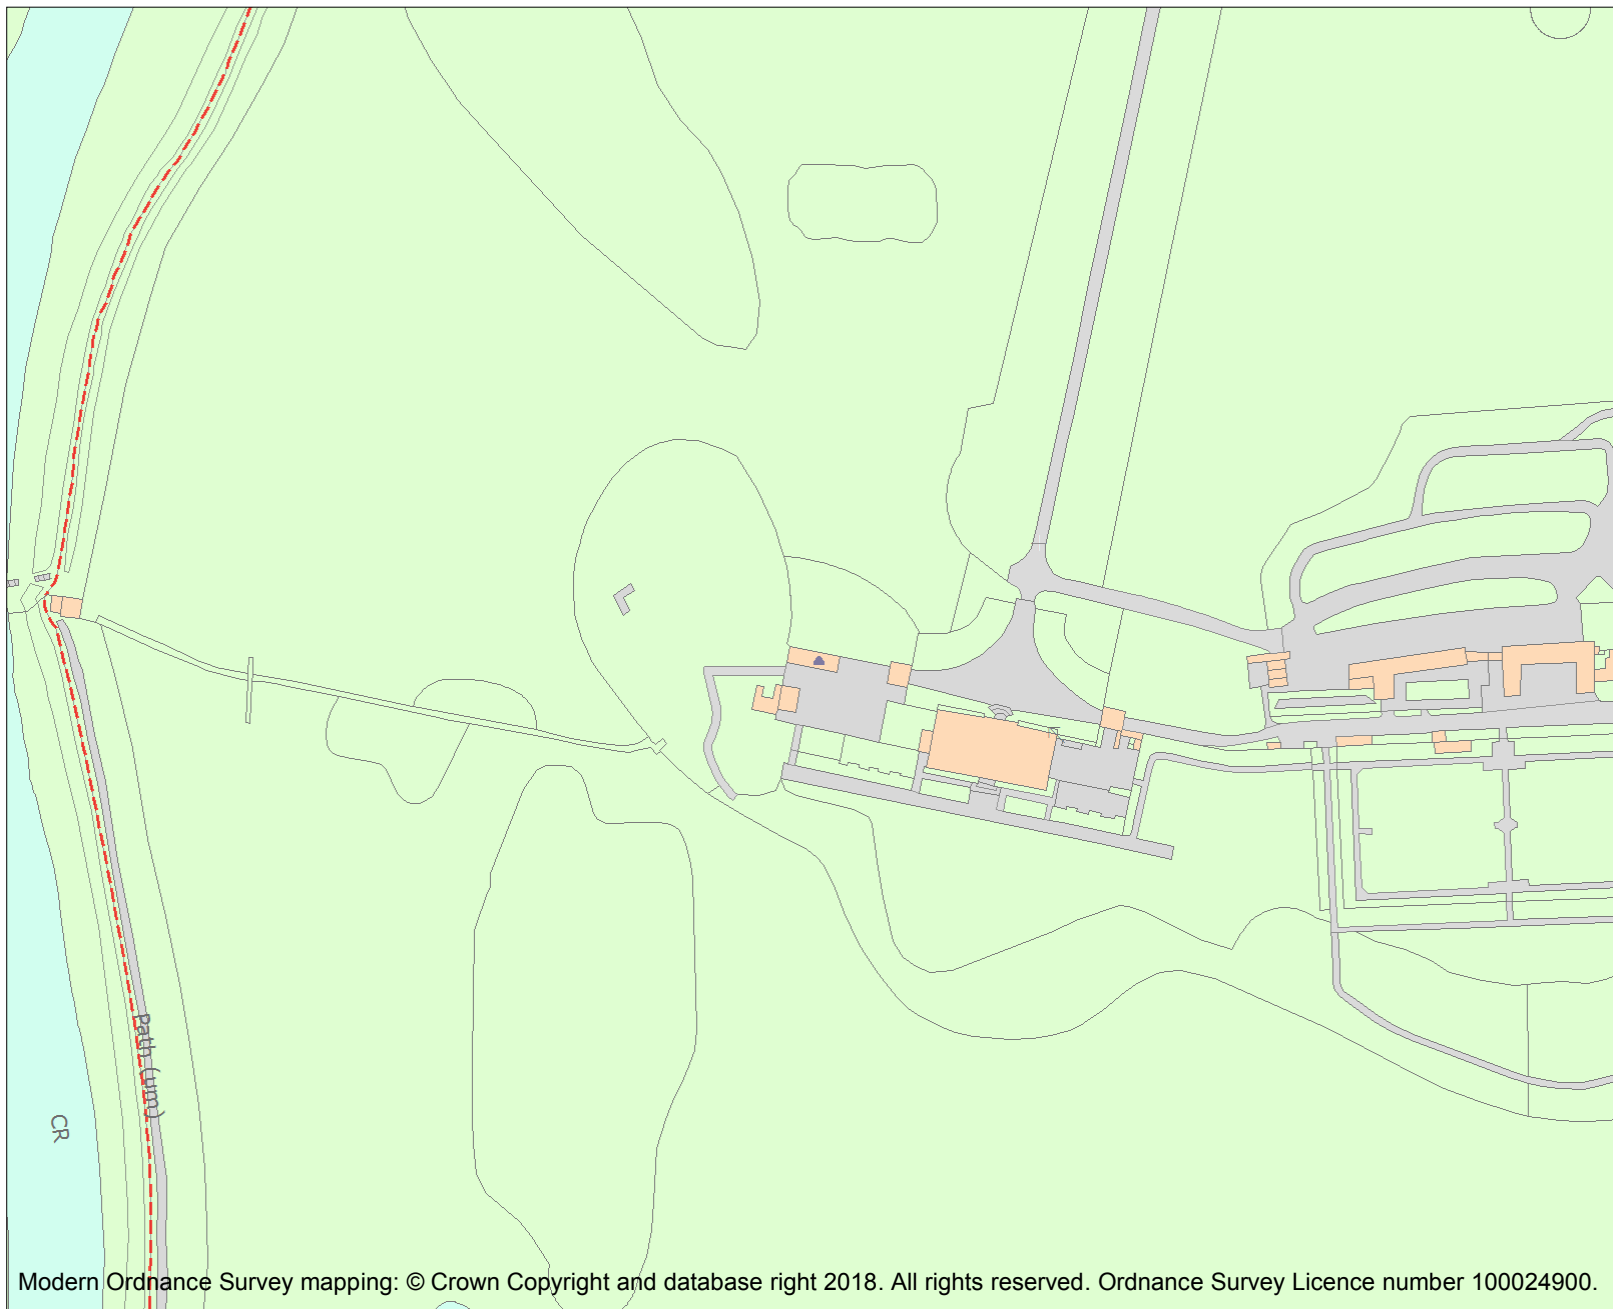 Path (um)
CR
Modern Ordnance Survey mapping: © Crown Copyright and database right 2018. All rights reserved. Ordnance Survey Licence number 100024900.